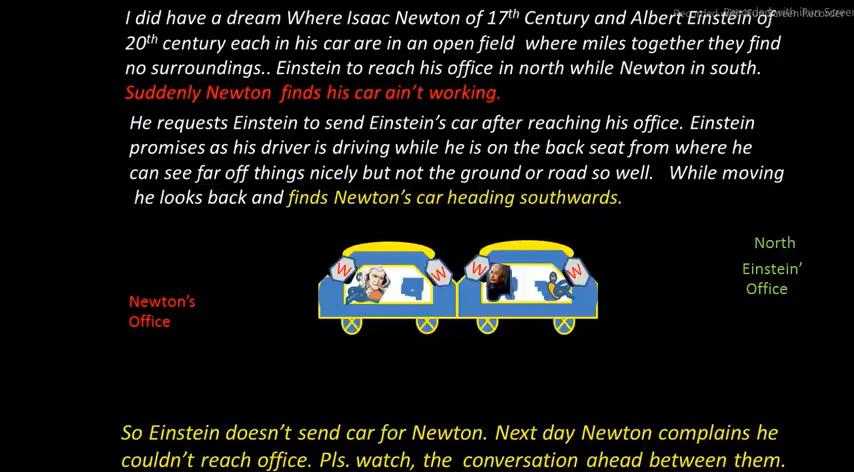 I did have a dream Where Isaac Newton of 17th Century and Albert Einstein of
20th century each in his car are in an open field where miles together they find
no surroundings.. Einstein to reach his office in north while Newton in south.
Suddenly Newton finds his car ain't working.
He requests Einstein to send Einstein's car after reaching his office. Einstein
promises as his driver is driving while he is on the back seat from where he
can see far off things nicely but not the ground or road so well. While moving
he looks back and finds Newton's car heading southwards.
North
Einstein'
Office
W W W W
Newton's
Office
So Einstein doesn't send car for Newton. Next day Newton complains he
couldn't reach office. Pls. watch, the conversation ahead between them.